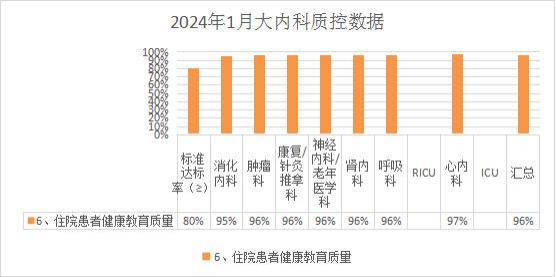 2024年1月大内科质控数据
100%
90%
80%
70%
60%
50%
40%
30%
20%
10%
0%
标准
达标
率（≥）
消化
内科
肿瘤
科
康复/
针灸
推拿
科
神经
内科/
老年
医学
科
肾内
科
呼吸
科
RICU
心内
科
ICU
汇总
6、住院患者健康教育质量 80% 95% 96% 96% 96% 96% 96% 97% 96%
6、住院患者健康教育质量